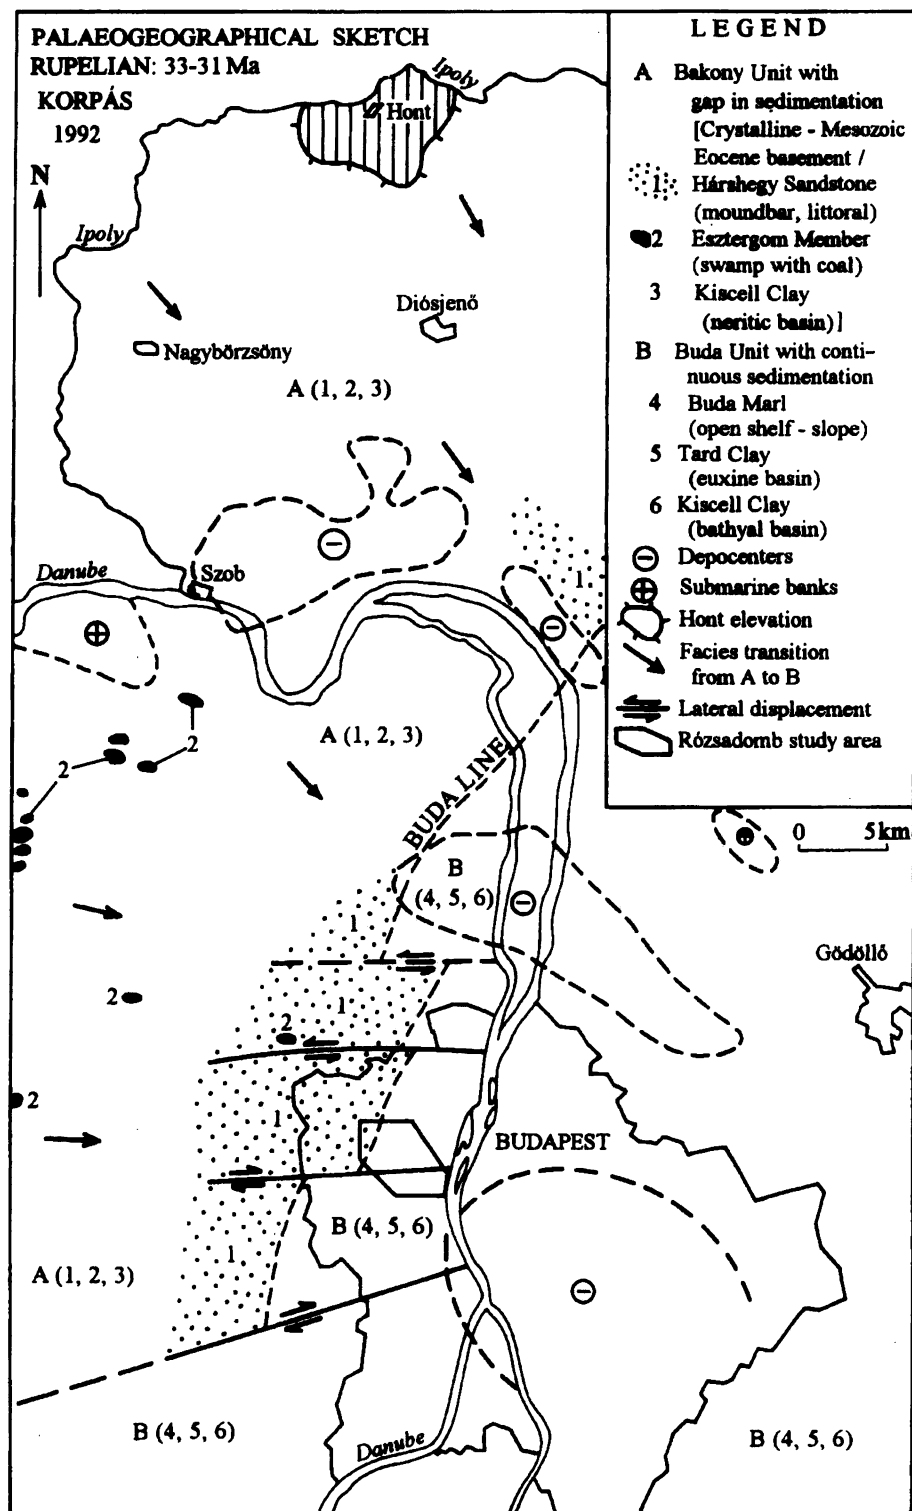 PALAEOGEOGRAPHICAL SKETCH
RUPELIAN: 33-31 Ma
KORPÁS
1992
N
Ipoly
Hont
Ipoly
Diósjenő
Nagybörzsöny
A (1, 2, 3)
Danube
Szob
1
A (1, 2, 3)
2
2
BUDA LINE
B
(4, 5, 6)
1
1
2
2
2
1
BUDAPEST
B (4, 5, 6)
1
A (1, 2, 3)
B (4, 5, 6)
Danube
B (4, 5, 6)
Gödöllő
0 5 km
LEGEND
A Bakony Unit with
gap in sedimentation
[Crystalline - Mesozoic
Eocene basement /
1 Hárshegy Sandstone
(moundbar, littoral)
2 Esztergom Member
(swamp with coal)
3 Kiscell Clay
(neritic basin)]
B Buda Unit with conti-
nuous sedimentation
4 Buda Marl
(open shelf - slope)
5 Tard Clay
(euxine basin)
6 Kiscell Clay
(bathyal basin)
Depocenters
Submarine banks
Hont elevation
Facies transition
from A to B
Lateral displacement
Rózsadomb study area